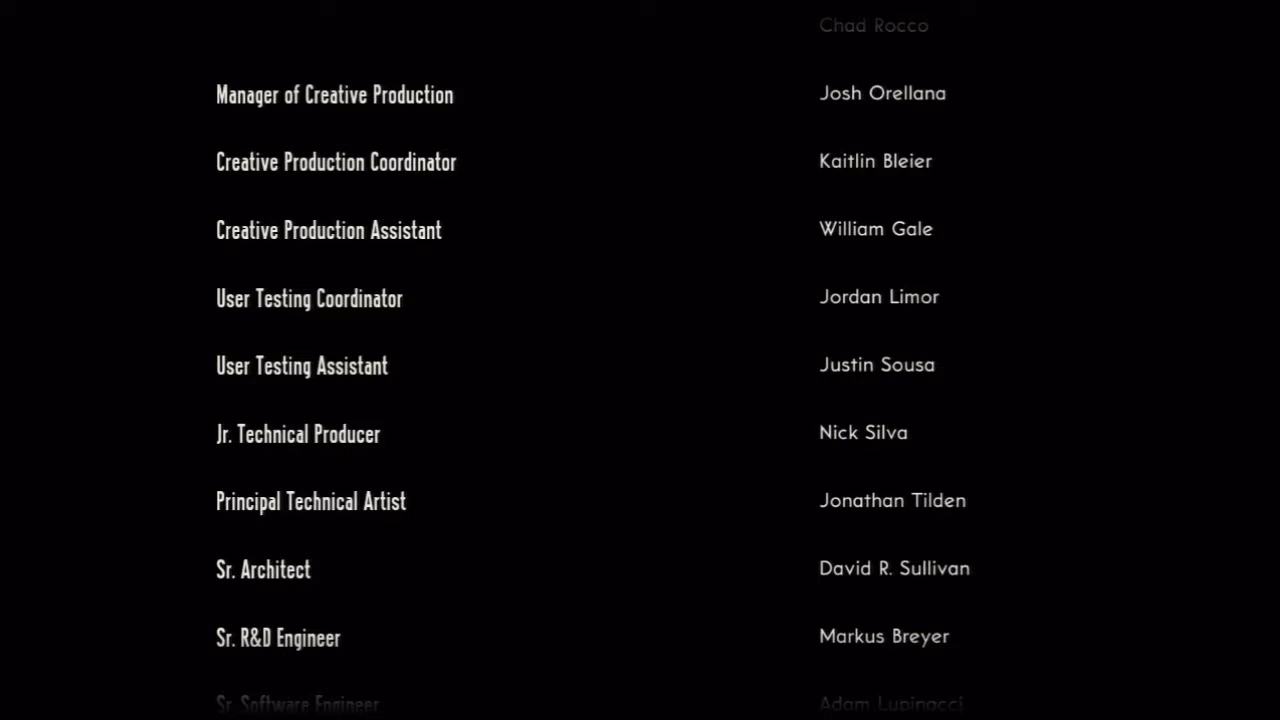 Chad Rocco
Manager of Creative Production Josh Orellana
Creative Production Coordinator Kaitlin Bleier
Creative Production Assistant William Gale
User Testing Coordinator Jordan Limor
User Testing Assistant Justin Sousa
Jr. Technical Producer Nick Silva
Principal Technical Artist Jonathan Tilden
Sr. Architect David R. Sullivan
Sr. R&D Engineer Markus Breyer
Sr. Software Engineer Adam Lupinacci